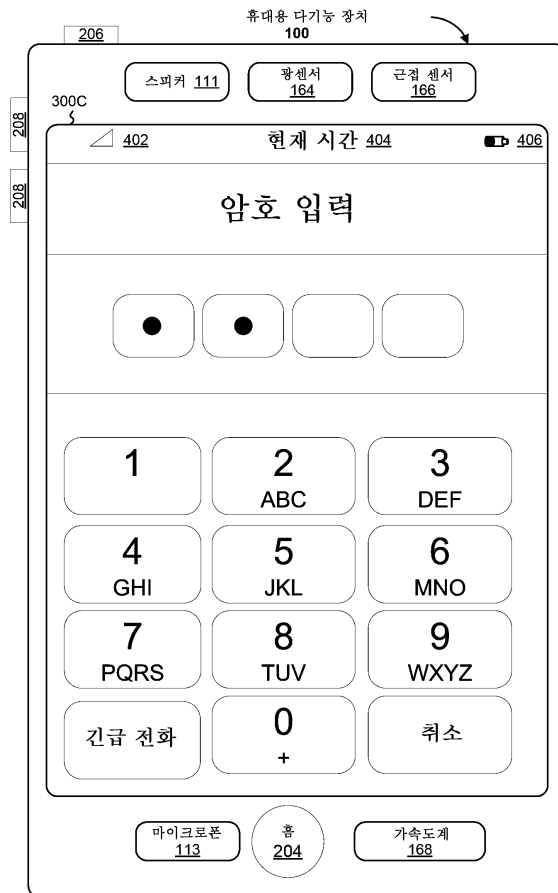 휴대용 다기능 장치
100
206
스피커 111
광센서
164
근접 센서
166
300C
208
208
402
현재 시간 404
406
암호 입력
1
2
ABC
3
DEF
4
GHI
5
JKL
6
MNO
7
PQRS
8
TUV
9
WXYZ
긴급 전화
0
+
취소
마이크로폰
113
홈
204
가속도계
168